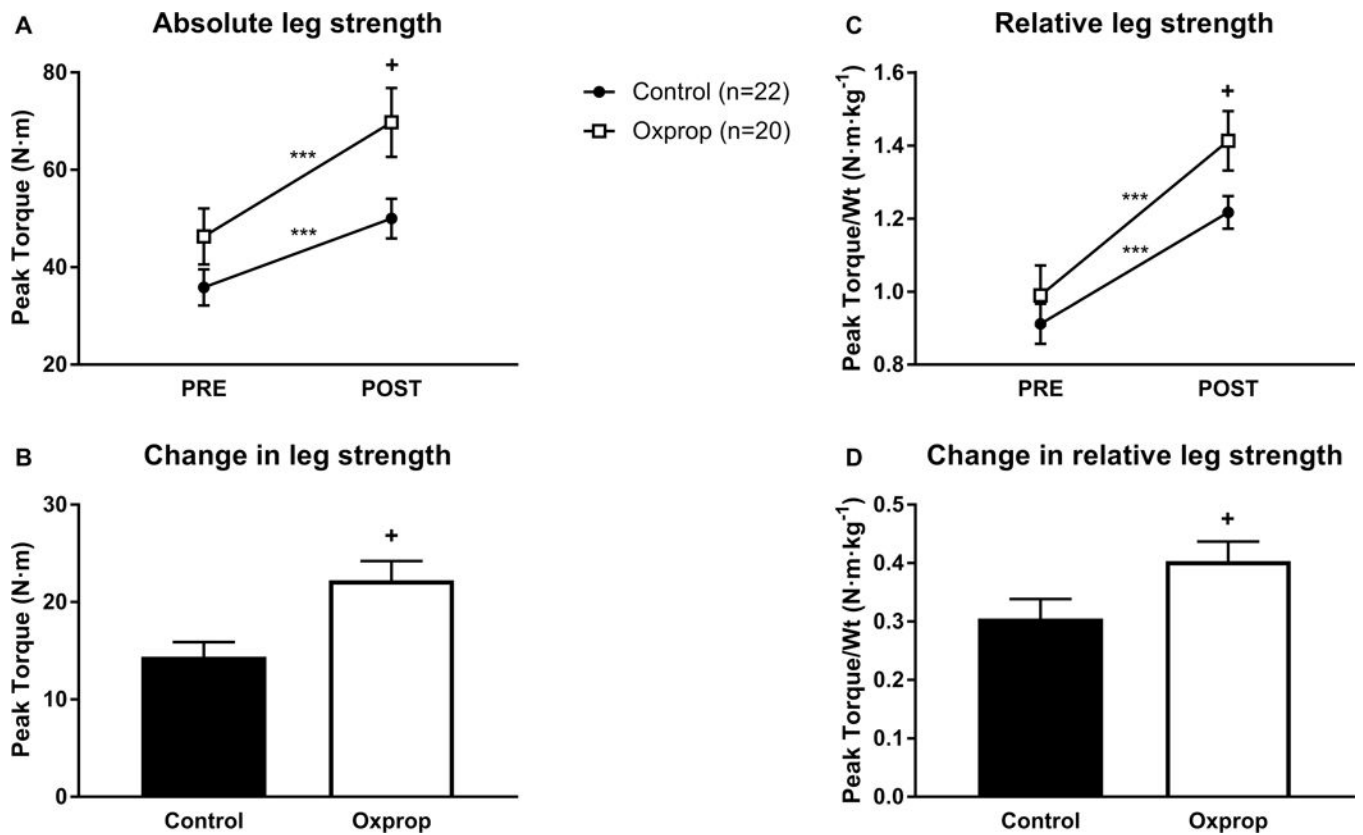 A Absolute leg strength
Peak Torque (N·m)
80
60
40
20
+
***
***
PRE POST
Control (n=22)
Oxprop (n=20)
C Relative leg strength
Peak Torque/Wt (N·m·kg⁻¹)
1.6
1.4
1.2
1.0
0.8
+
***
***
PRE POST
B Change in leg strength
Peak Torque (N·m)
30
20
10
0
+
Control Oxprop
D Change in relative leg strength
Peak Torque/Wt (N·m·kg⁻¹)
0.5
0.4
0.3
0.2
0.1
0.0
+
Control Oxprop